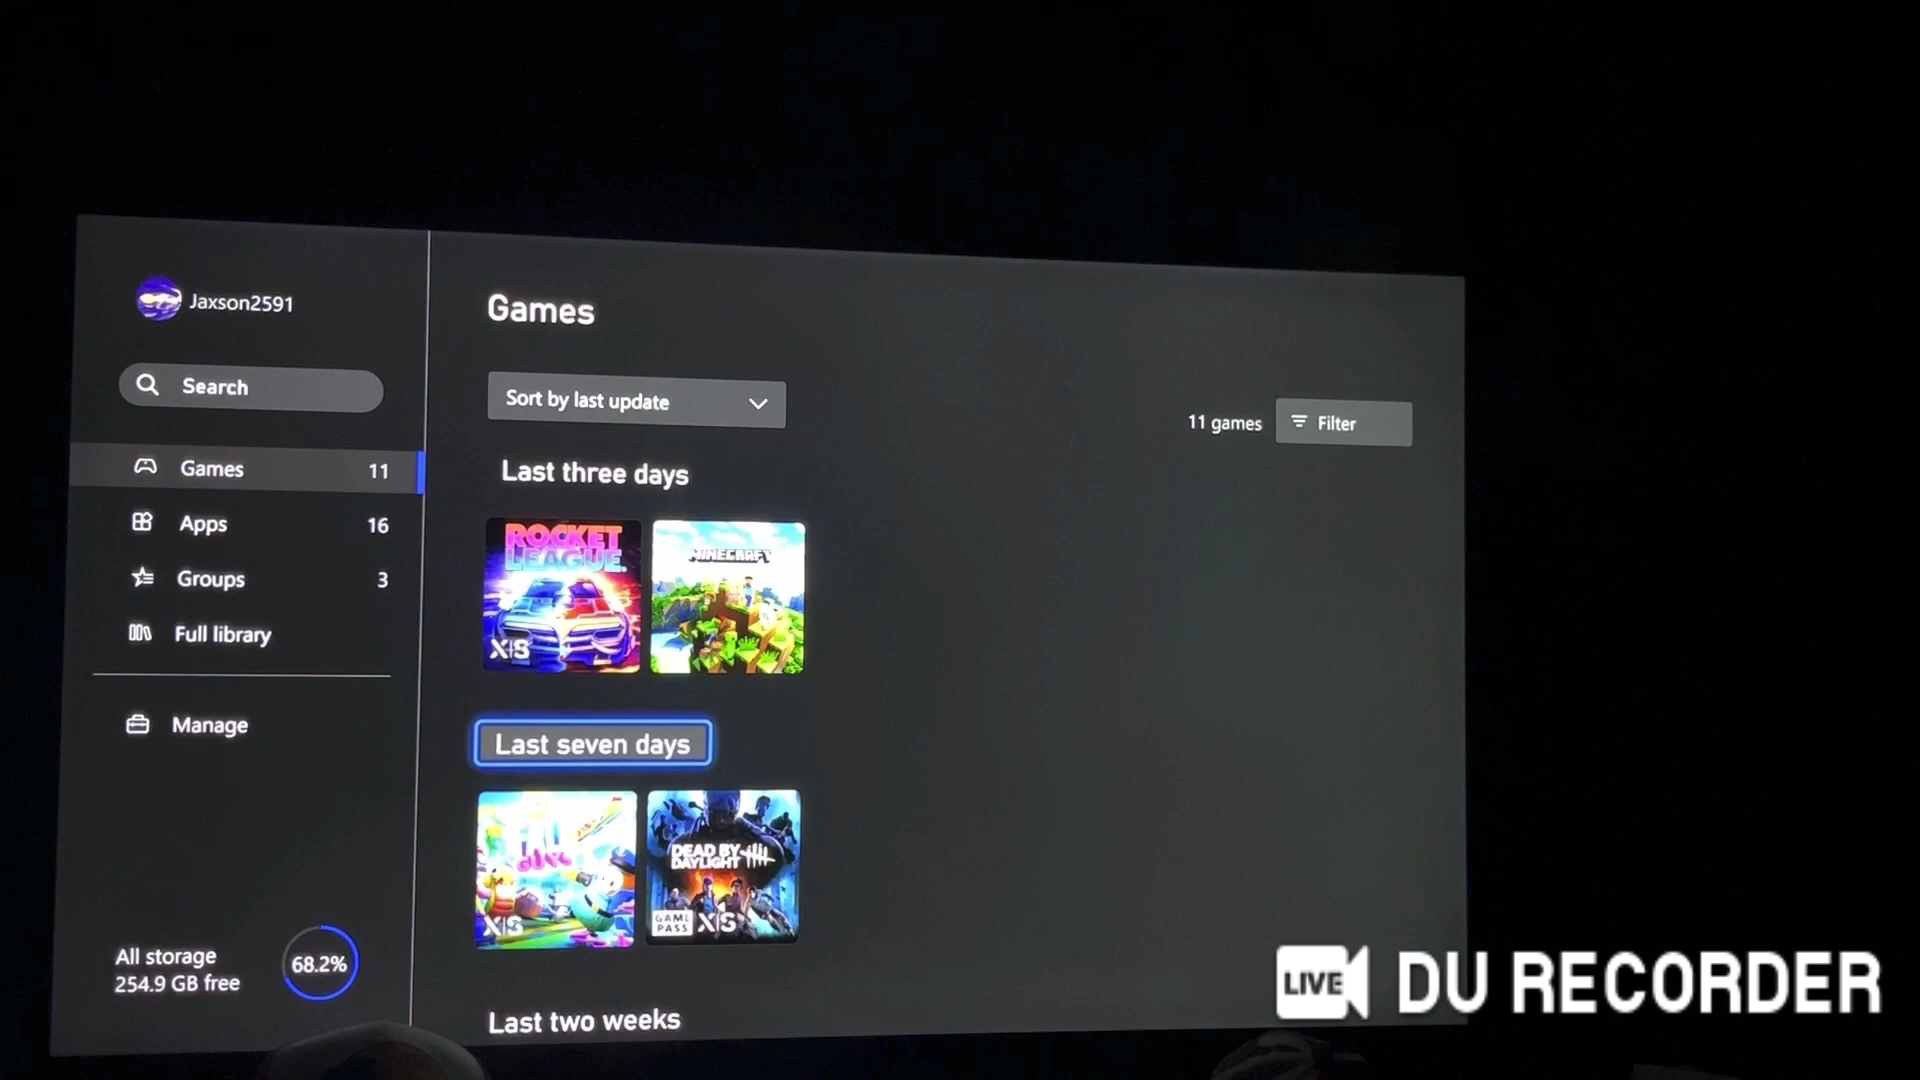 Jaxson2591
Search
Games 11
Apps 16
Groups 3
Full library
Manage
All storage
254.9 GB free
68.2%
Games
Sort by last update
11 games
Filter
Last three days
ROCKET
LEAGUE
X|S
MINECRAFT
Last seven days
X|S
DEAD BY
DAYLIGHT
GAME
PASS
X|S
Last two weeks
LIVE
DU RECORDER